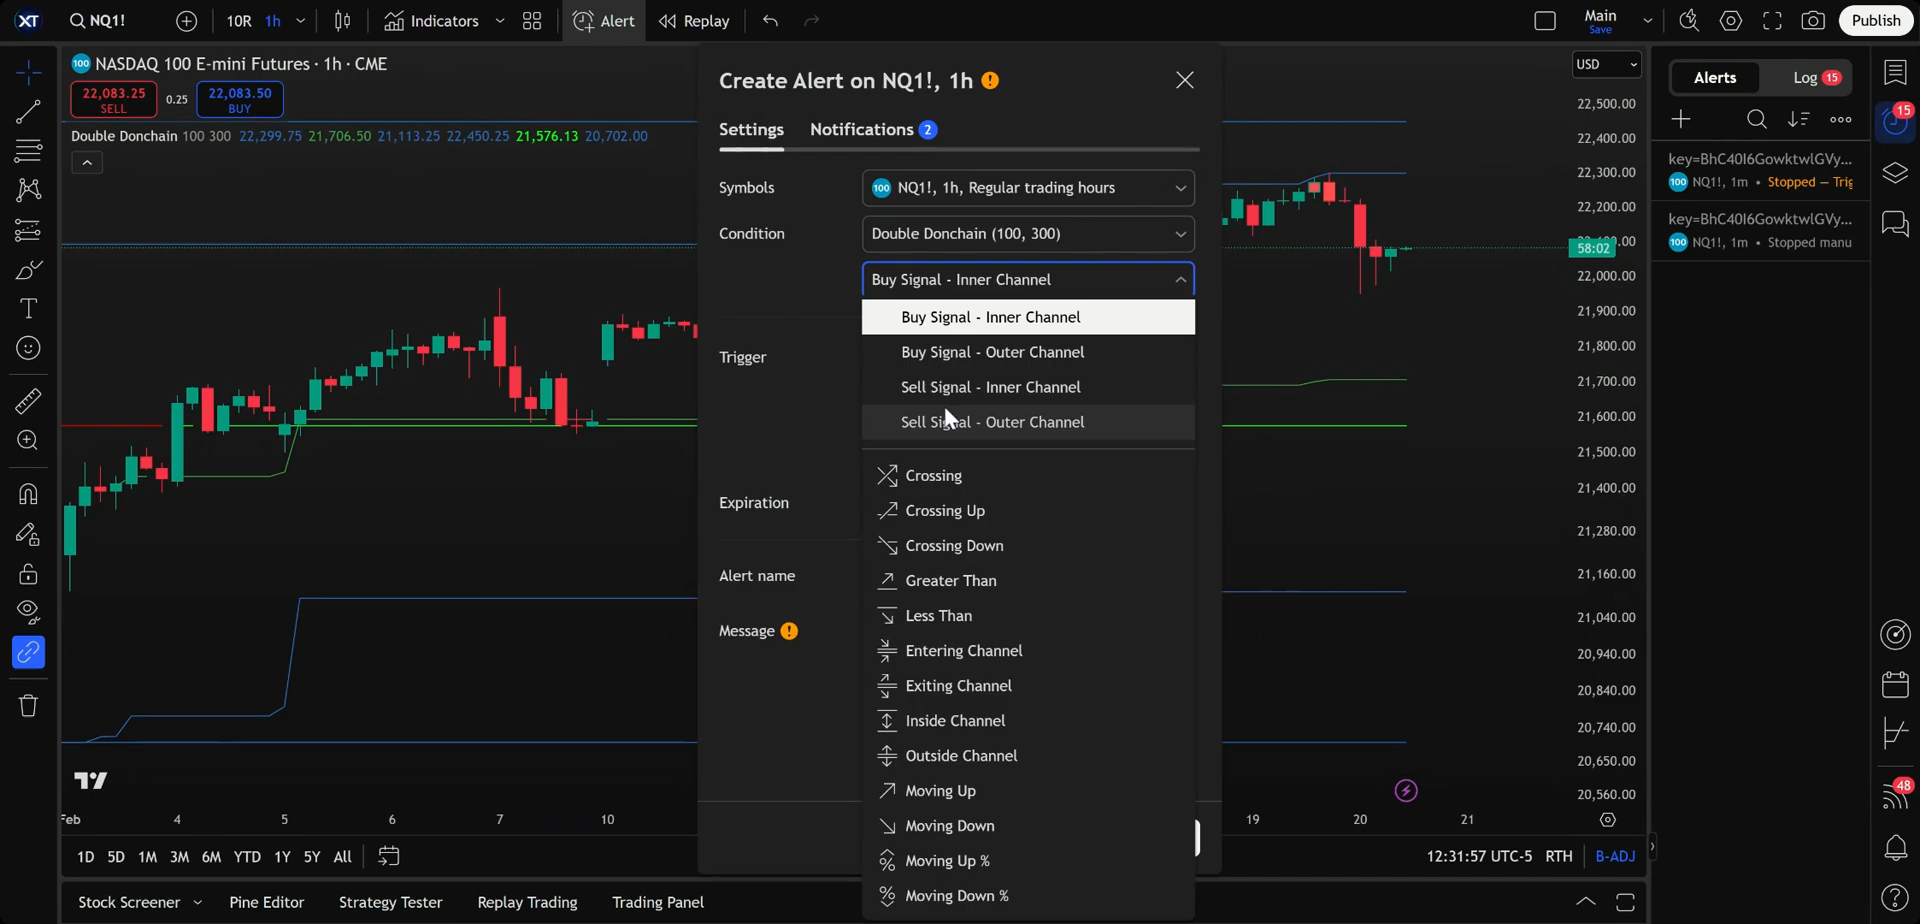 XT NQ1! 10R 1h Indicators Alert Replay Main Save Publish
100 NASDAQ 100 E-mini Futures · 1h · CME
22,083.25 SELL 0.25 22,083.50 BUY
Double Donchain 100 300 22,299.75 21,706.50 21,113.25 22,450.25 21,576.13 20,702.00
Create Alert on NQ1!, 1h
Settings Notifications 2
Symbols 100 NQ1!, 1h, Regular trading hours
Condition Double Donchain (100, 300)
Buy Signal - Inner Channel
Buy Signal - Inner Channel
Buy Signal - Outer Channel
Sell Signal - Inner Channel
Sell Signal - Outer Channel
Crossing
Crossing Up
Crossing Down
Greater Than
Less Than
Entering Channel
Exiting Channel
Inside Channel
Outside Channel
Moving Up
Moving Down
Moving Up %
Moving Down %
Trigger
Expiration
Alert name
Message
USD
22,500.00
22,400.00
22,300.00
22,200.00
58:02
22,000.00
21,900.00
21,800.00
21,700.00
21,600.00
21,500.00
21,400.00
21,280.00
21,160.00
21,040.00
20,940.00
20,840.00
20,740.00
20,650.00
20,560.00
Alerts Log 15
15
key=BhC40I6GowktwlGVy...
100 NQ1!, 1m • Stopped — Trig
key=BhC40I6GowktwlGVy...
100 NQ1!, 1m • Stopped manu
48
Feb 4 5 6 7 10 19 20 21
1D 5D 1M 3M 6M YTD 1Y 5Y All 12:31:57 UTC-5 RTH B-ADJ
Stock Screener Pine Editor Strategy Tester Replay Trading Trading Panel